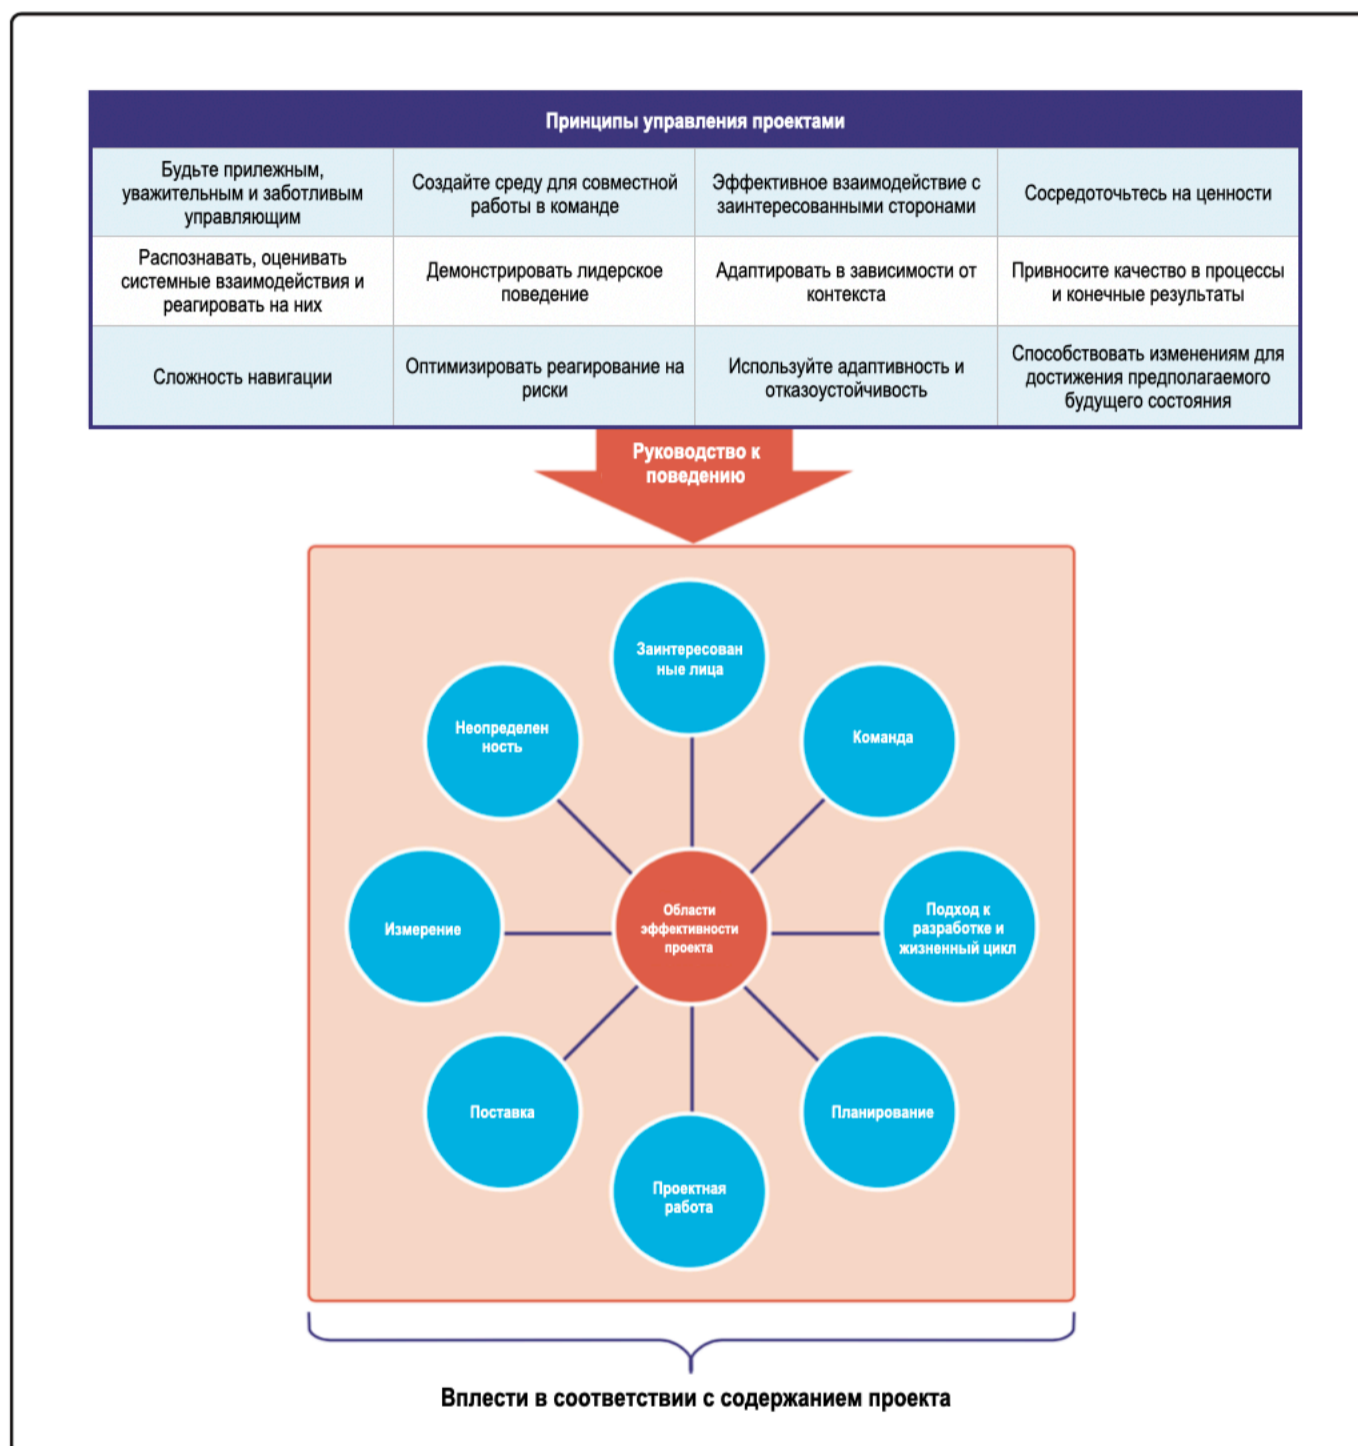 Принципы управления проектами
Будьте прилежным,
уважительным и заботливым
управляющим
Создайте среду для совместной
работы в команде
Эффективное взаимодействие с
заинтересованными сторонами
Сосредоточьтесь на ценности
Распознавать, оценивать
системные взаимодействия и
реагировать на них
Демонстрировать лидерское
поведение
Адаптировать в зависимости от
контекста
Привносите качество в процессы
и конечные результаты
Сложность навигации
Оптимизировать реагирование на
риски
Используйте адаптивность и
отказоустойчивость
Способствовать изменениям для
достижения предполагаемого
будущего состояния
Руководство к
поведению
Заинтересован
ные лица
Неопределен
ность
Команда
Измерение
Области
эффективности
проекта
Подход к
разработке и
жизненный цикл
Поставка
Планирование
Проектная
работа
Вплести в соответствии с содержанием проекта